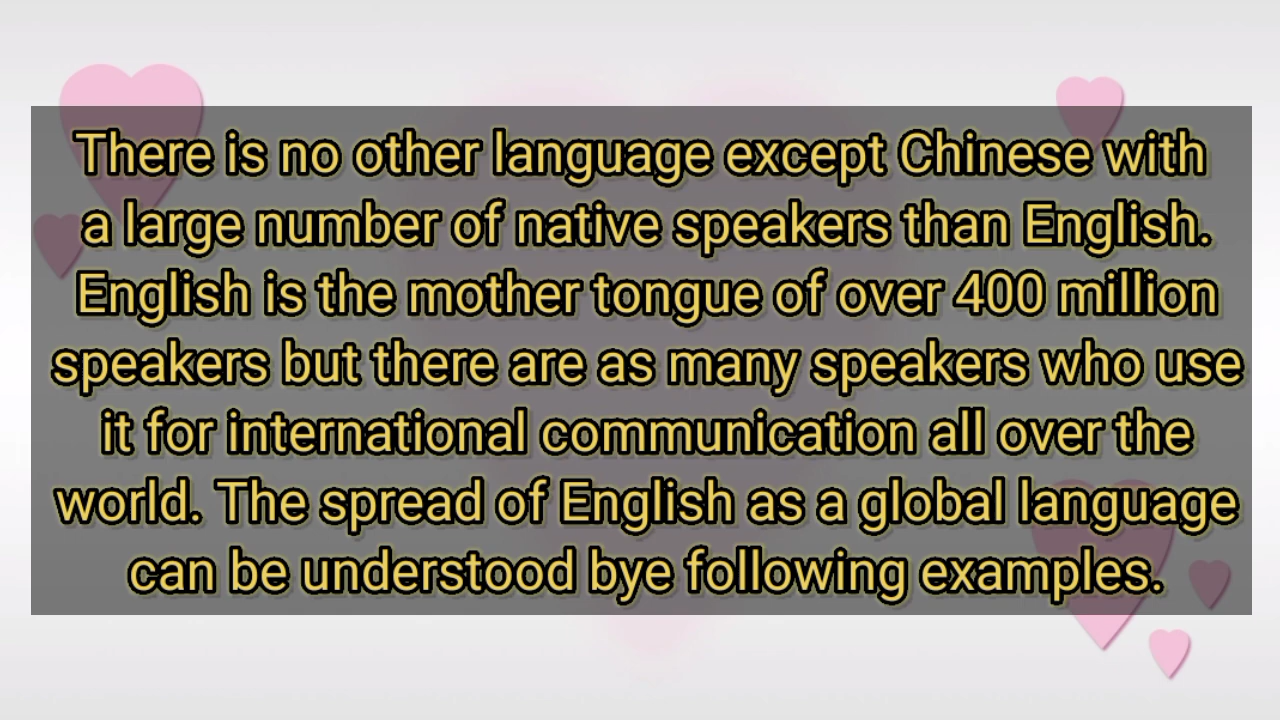 There is no other language except Chinese with
a large number of native speakers than English.
English is the mother tongue of over 400 million
speakers but there are as many speakers who use
it for international communication all over the
world. The spread of English as a global language
can be understood bye following examples.